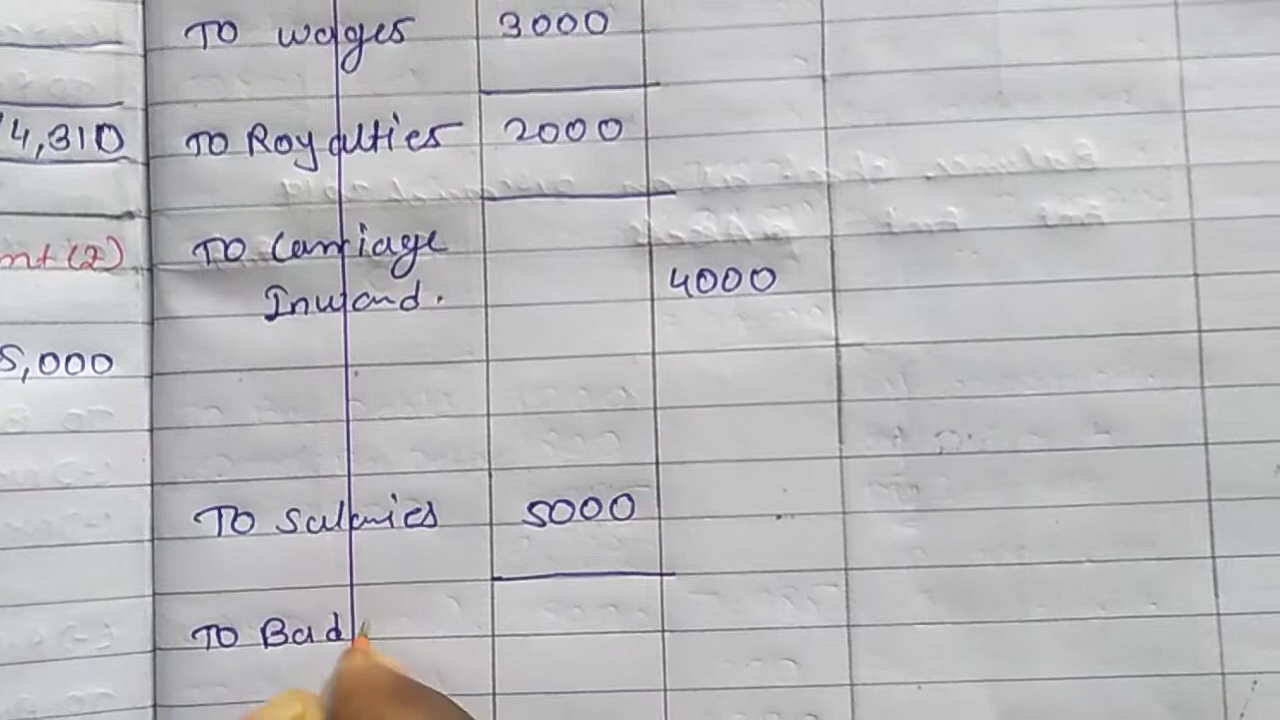 TO wages 3000
4,310 TO Royalties 2000
TO Carriage
Inward. 4000
nt (2)
5,000
TO Salaries 5000
TO Bad